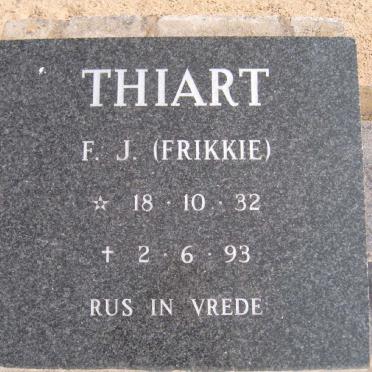 THIART
F. J. (FRIKKIE)
☆ 18 · 10 · 32
✝ 2 · 6 · 93
RUS IN VREDE